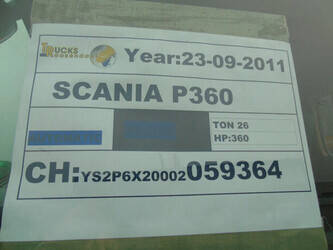 TRUCKS
Year:23-09-2011
SCANIA P360
TON 26
HP:360
CH:YS2P6X20002059364